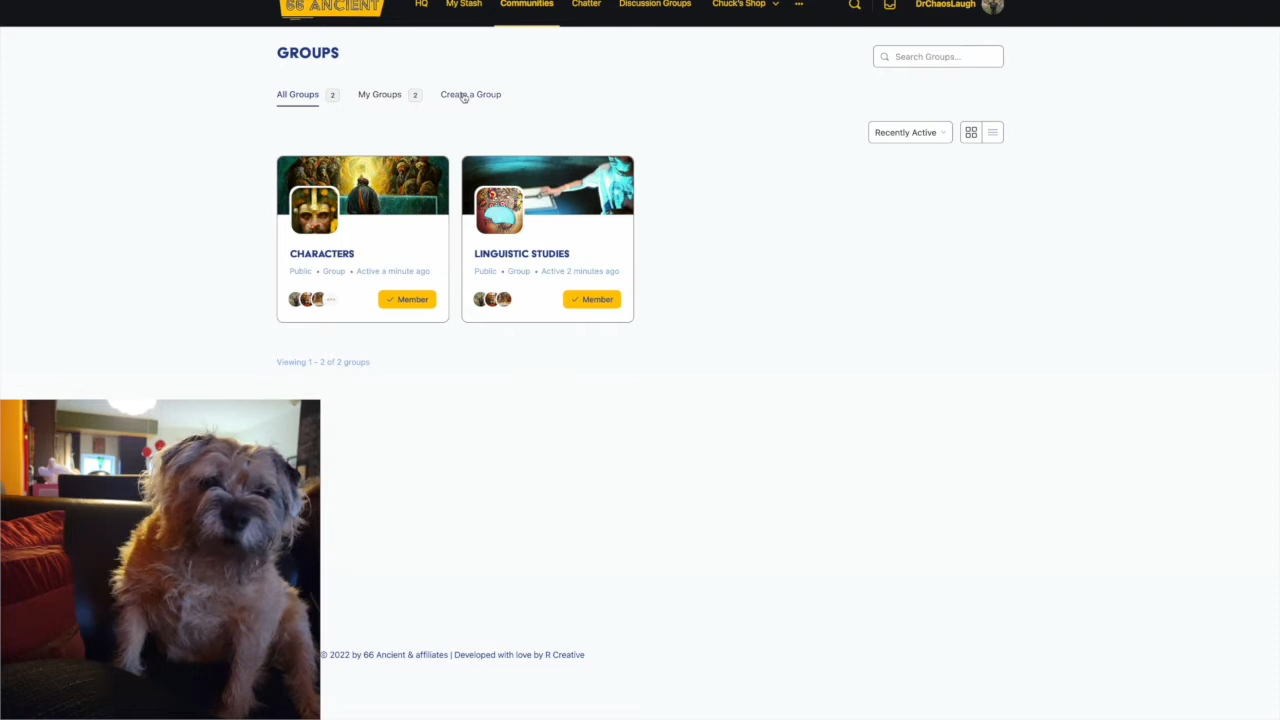 66 ANCIENT
HQ My Stash Communities Chatter Discussion Groups Chuck's Shop DrChaosLaugh
GROUPS
Search Groups...
All Groups 2 My Groups 2 Create a Group
Recently Active
CHARACTERS
Public • Group • Active a minute ago
Member
LINGUISTIC STUDIES
Public • Group • Active 2 minutes ago
Member
Viewing 1 - 2 of 2 groups
© 2022 by 66 Ancient & affiliates | Developed with love by R Creative